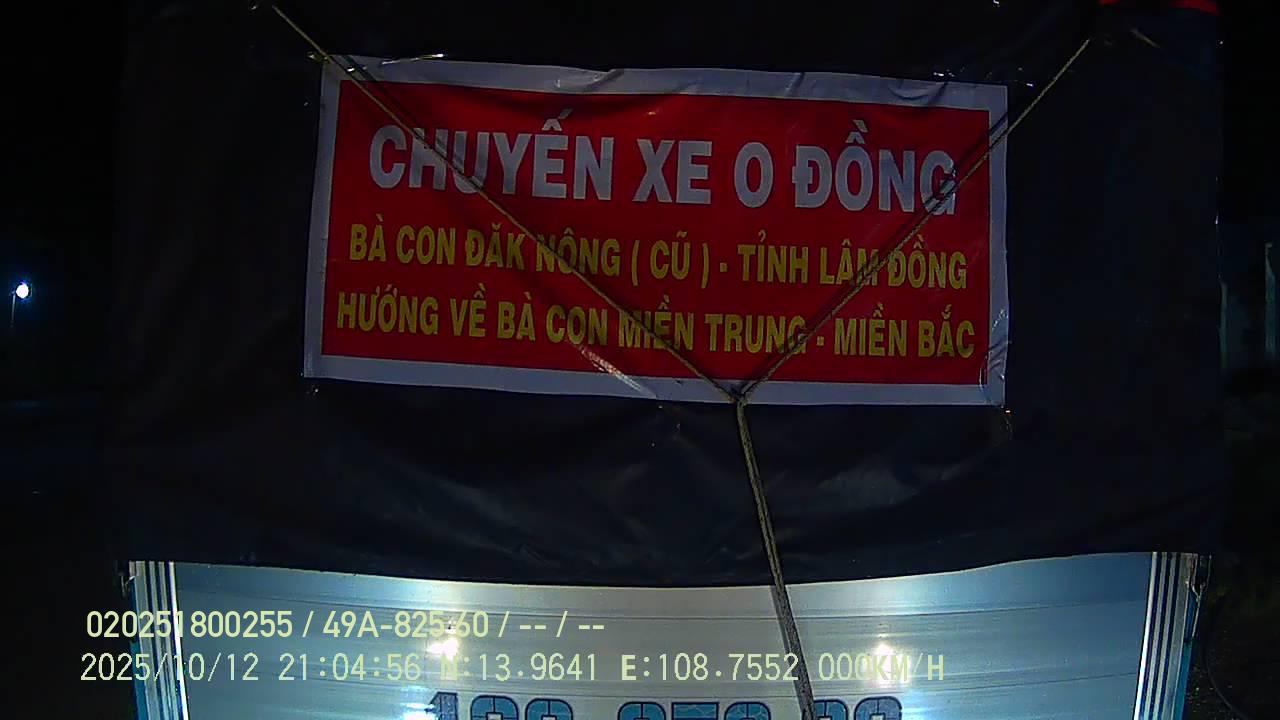 CHUYẾN XE O ĐỒNG
BÀ CON ĐĂK NÔNG ( CŨ ) - TỈNH LÂM ĐỒNG
HƯỚNG VỀ BÀ CON MIỀN TRUNG - MIỀN BẮC
020251800255 / 49A-825.60 / -- / --
2025/10/12 21:04:56 N:13.9641 E:108.7552 000KM/H